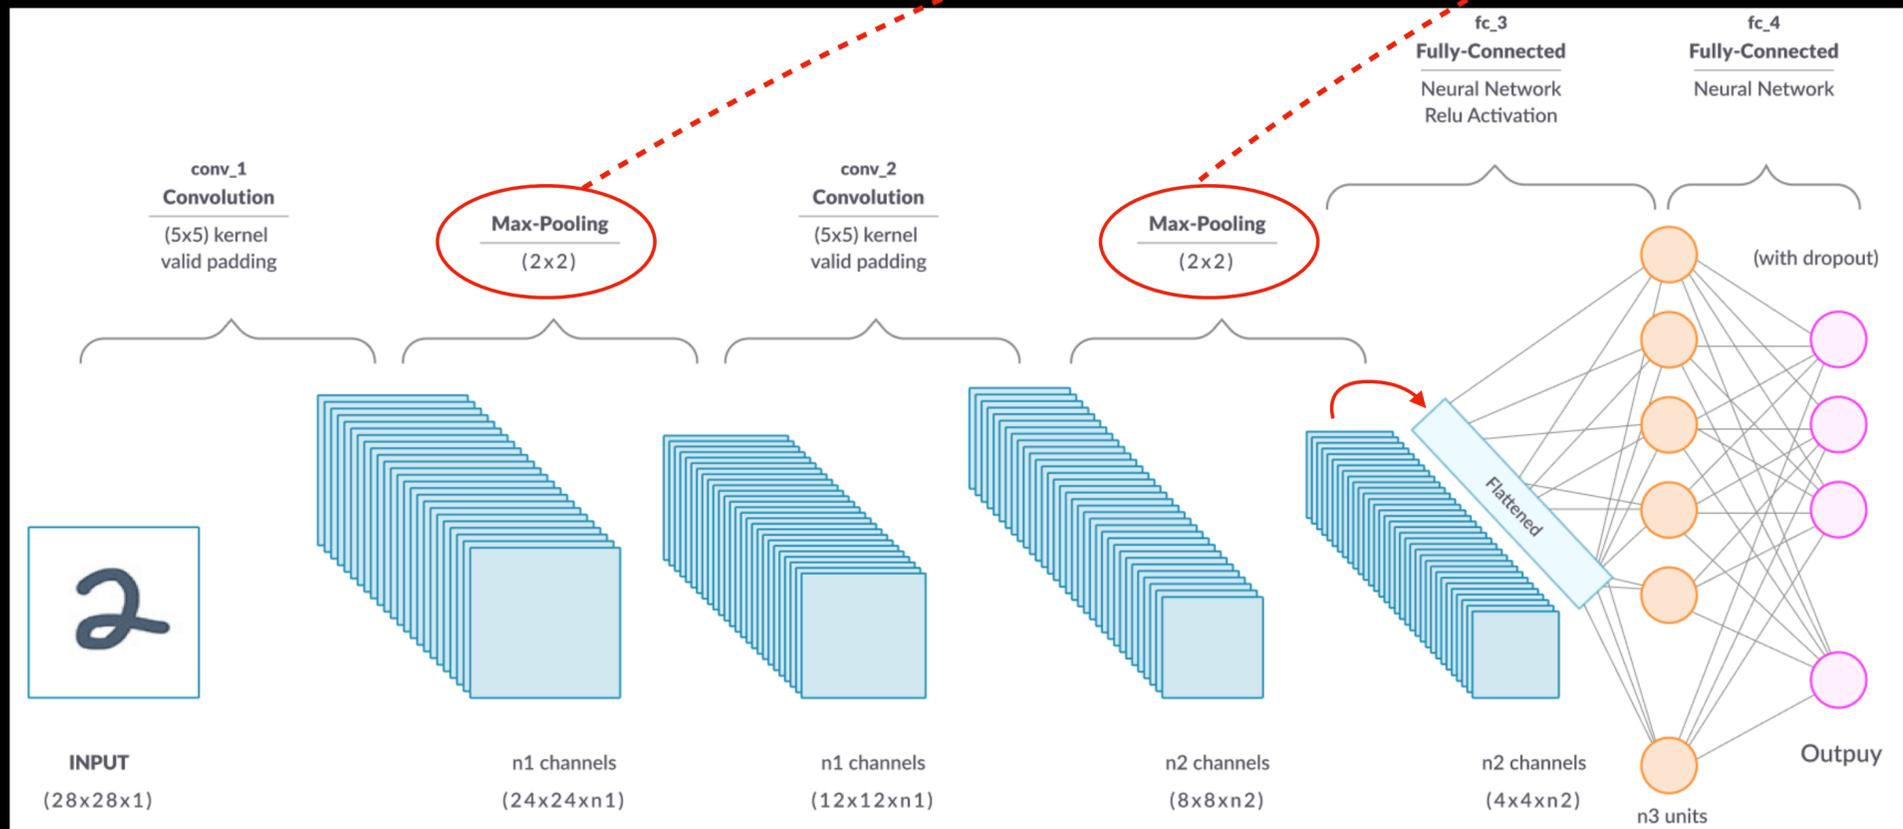 fc_3
Fully-Connected
Neural Network
Relu Activation
fc_4
Fully-Connected
Neural Network
conv_1
Convolution
(5x5) kernel
valid padding
Max-Pooling
(2x2)
conv_2
Convolution
(5x5) kernel
valid padding
Max-Pooling
(2x2)
(with dropout)
Flattened
2
INPUT
(28x28x1)
n1 channels
(24x24xn1)
n1 channels
(12x12xn1)
n2 channels
(8x8xn2)
n2 channels
(4x4xn2)
n3 units
Outpuy